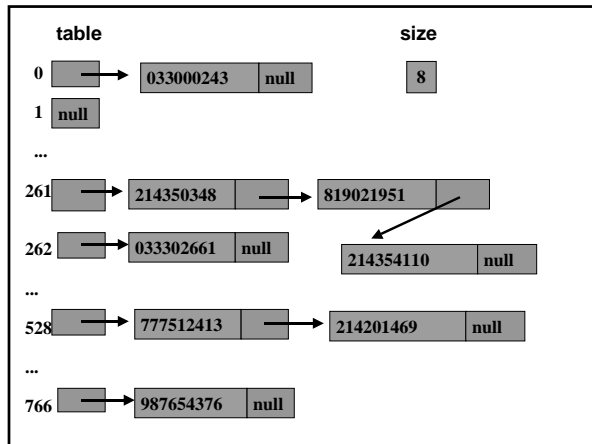 table size
0 033000243 null 8
1 null
...
261 214350348 819021951
262 033302661 null 214354110 null
...
528 777512413 214201469 null
...
766 987654376 null